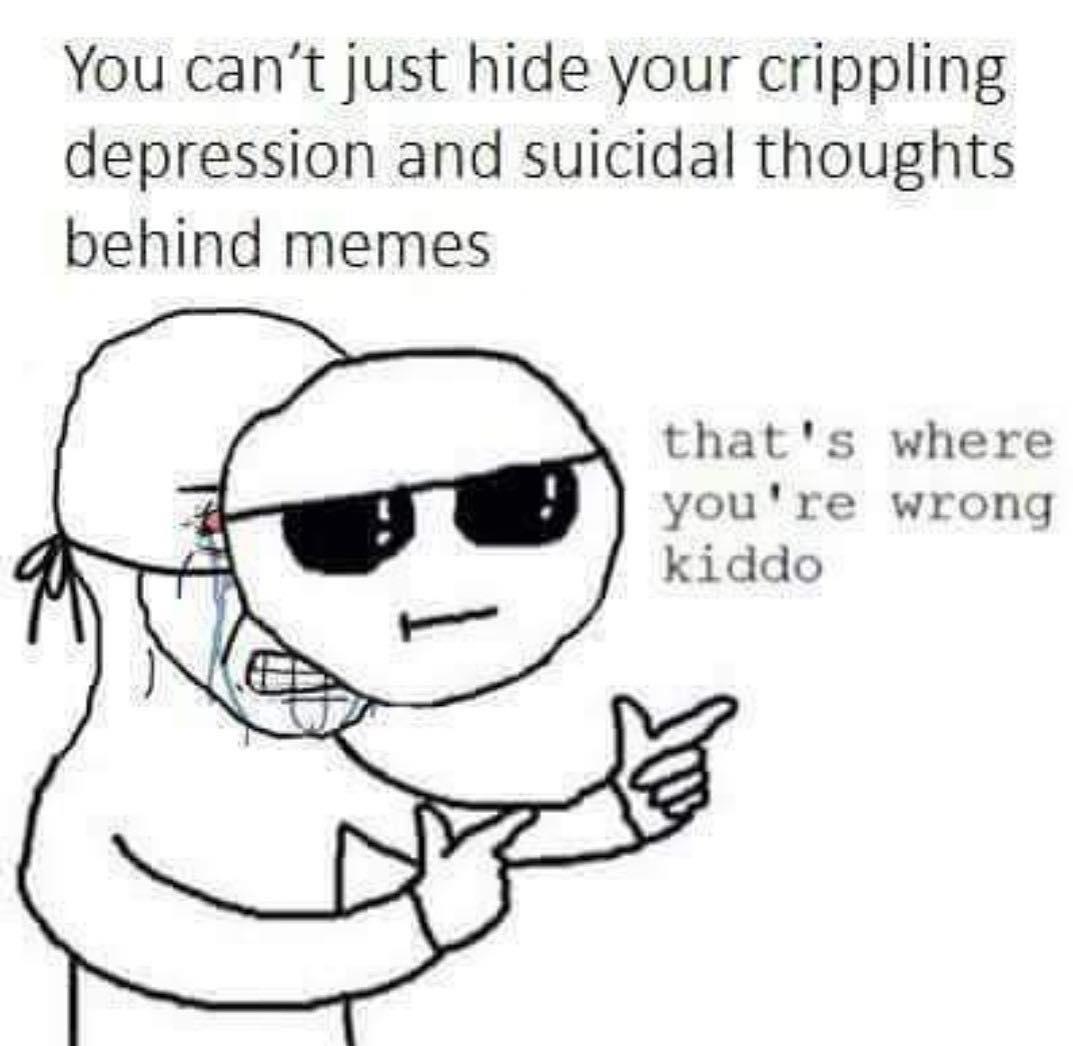 You can't just hide your crippling
depression and suicidal thoughts
behind memes
that's where
you're wrong
kiddo